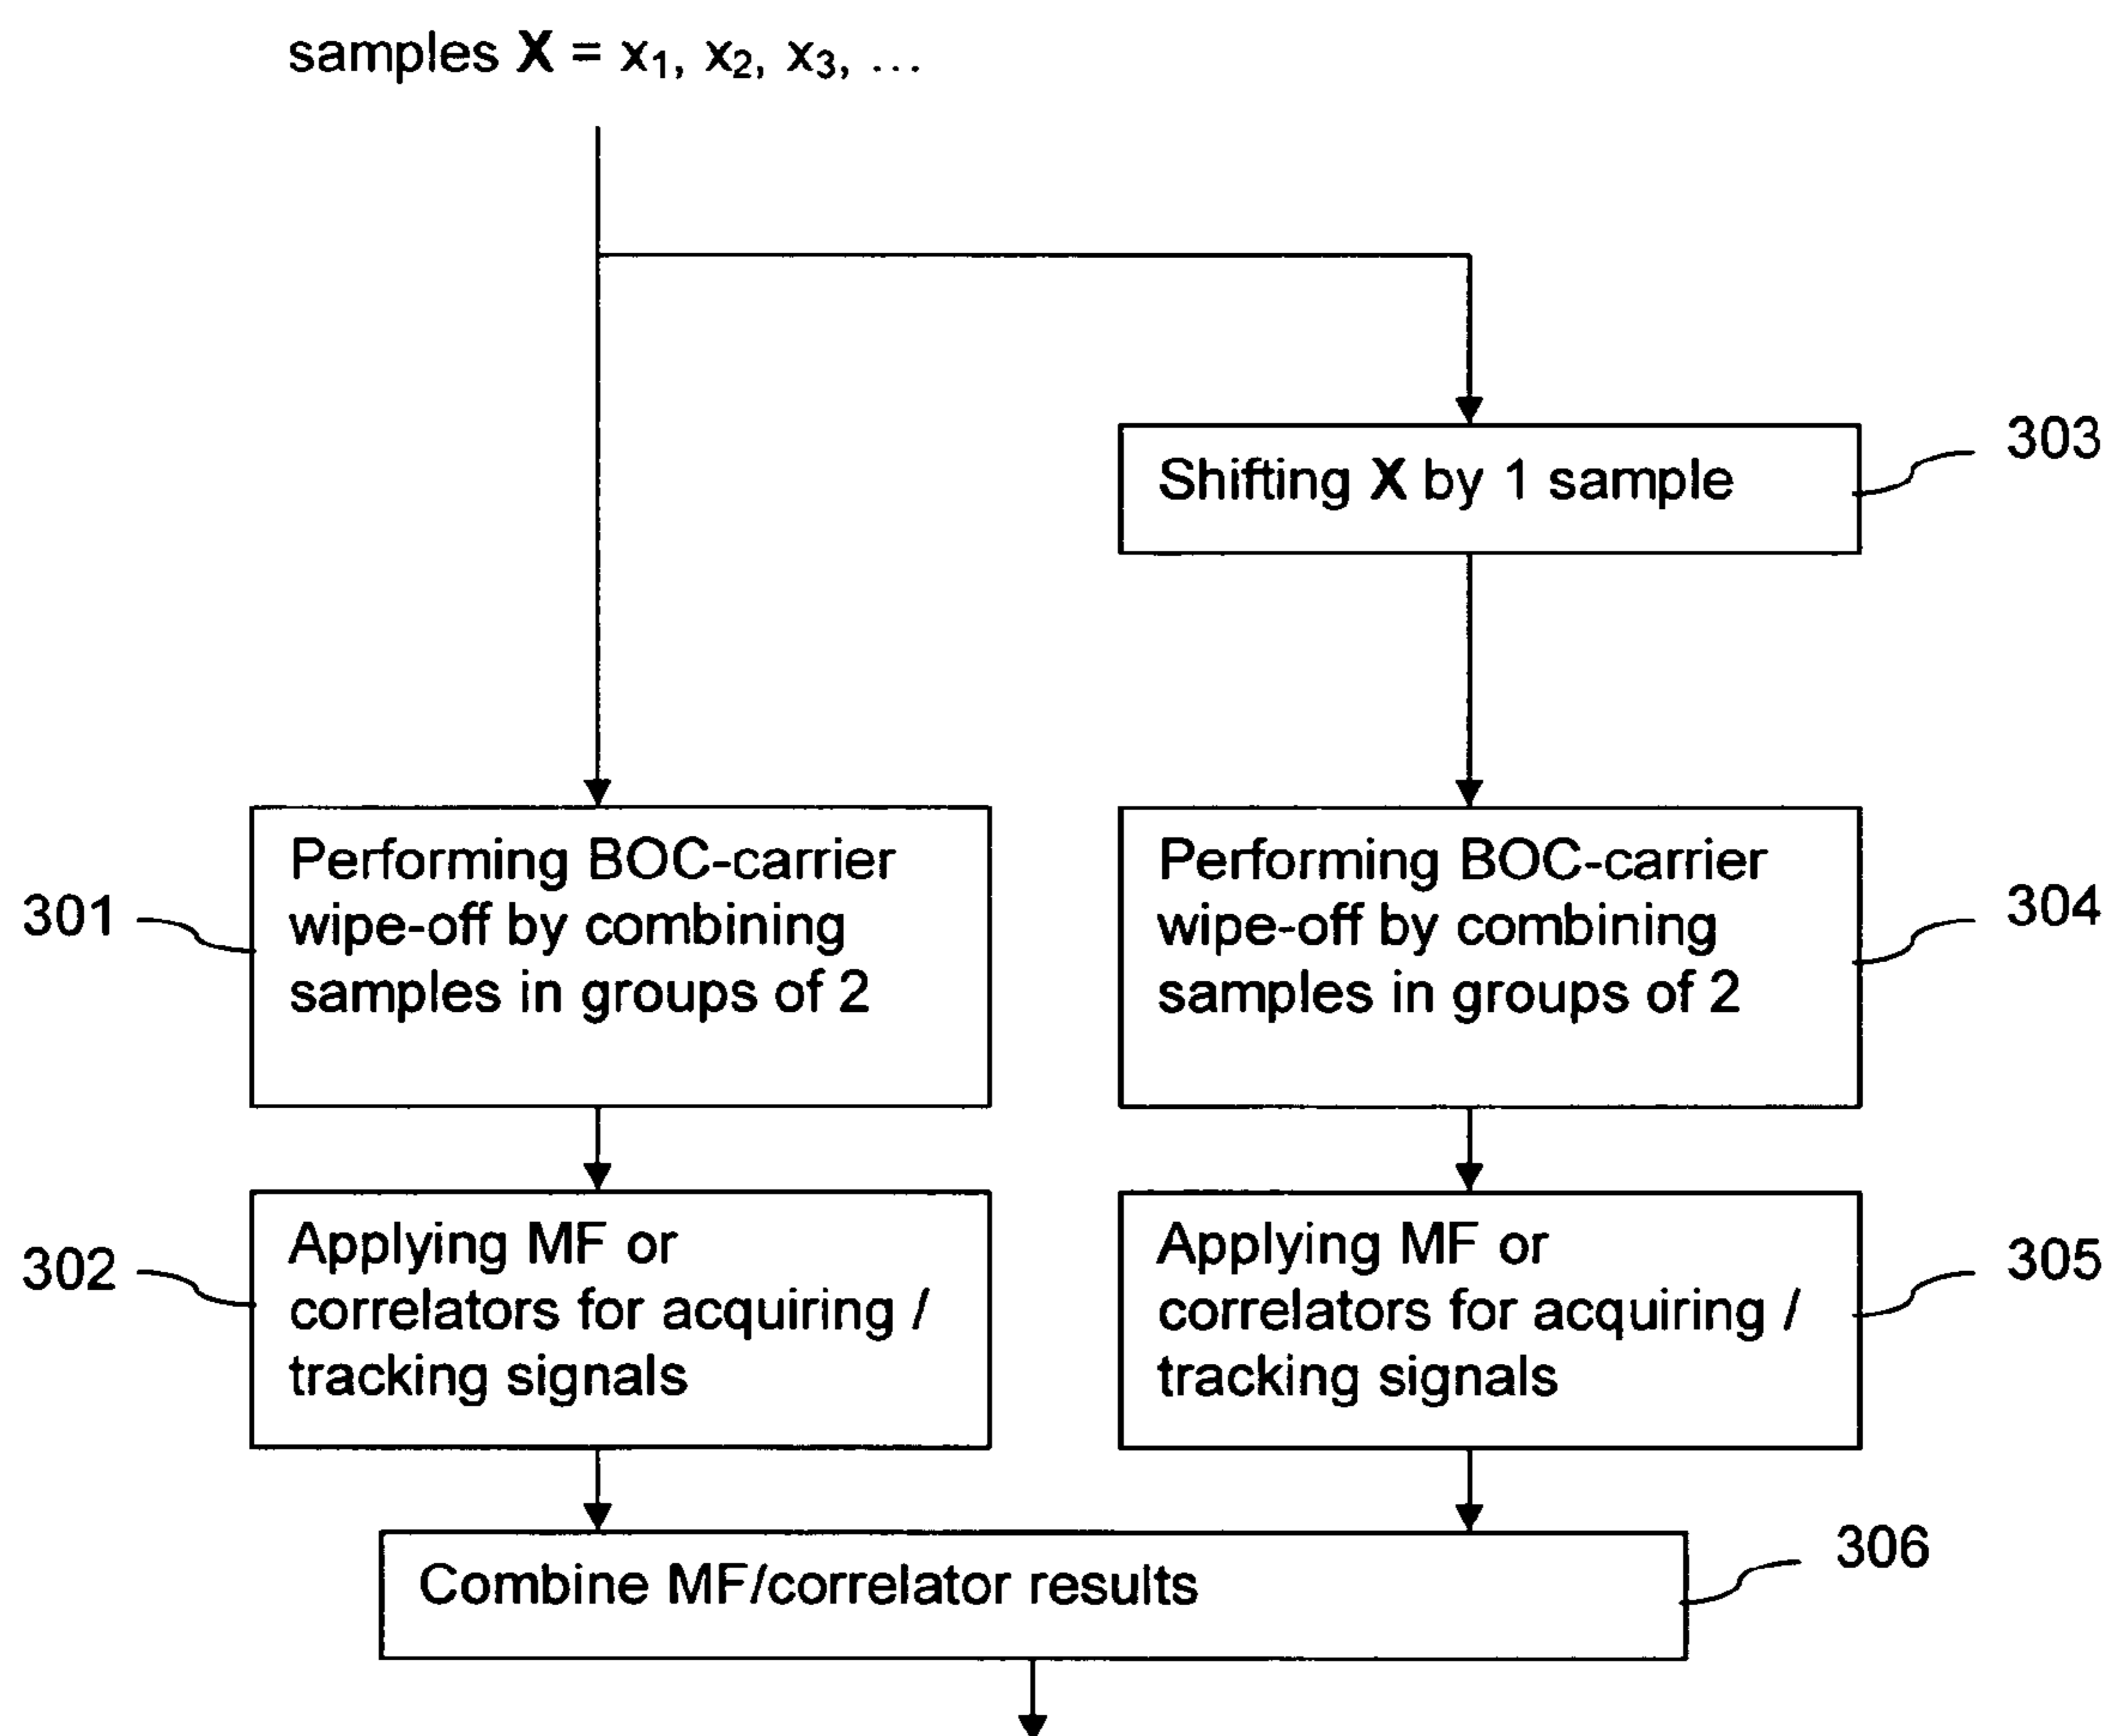 samples X = x1, x2, x3, ...
Shifting X by 1 sample
303
Performing BOC-carrier
wipe-off by combining
samples in groups of 2
301
Performing BOC-carrier
wipe-off by combining
samples in groups of 2
304
Applying MF or
correlators for acquiring /
tracking signals
302
Applying MF or
correlators for acquiring /
tracking signals
305
Combine MF/correlator results
306